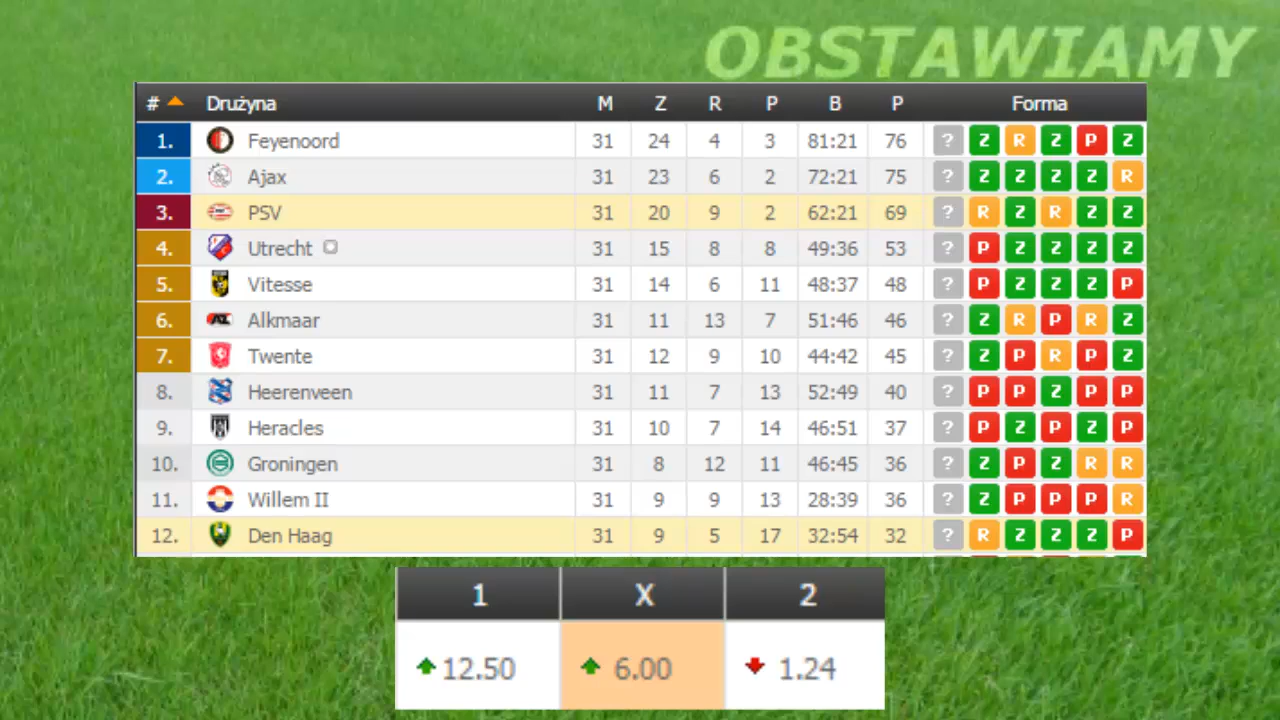 OBSTAWIAMY
# Drużyna M Z R P B P Forma
1. Feyenoord 31 24 4 3 81:21 76 ? Z R Z P Z
2. Ajax 31 23 6 2 72:21 75 ? Z Z Z Z R
3. PSV 31 20 9 2 62:21 69 ? R Z R Z Z
4. Utrecht 31 15 8 8 49:36 53 ? P Z Z Z Z
5. Vitesse 31 14 6 11 48:37 48 ? P Z Z Z P
6. Alkmaar 31 11 13 7 51:46 46 ? Z R P R Z
7. Twente 31 12 9 10 44:42 45 ? Z P R P Z
8. Heerenveen 31 11 7 13 52:49 40 ? P P Z P P
9. Heracles 31 10 7 14 46:51 37 ? P Z P Z P
10. Groningen 31 8 12 11 46:45 36 ? Z P Z R R
11. Willem II 31 9 9 13 28:39 36 ? Z P P P R
12. Den Haag 31 9 5 17 32:54 32 ? R Z Z Z P
1 X 2
12.50 6.00 1.24